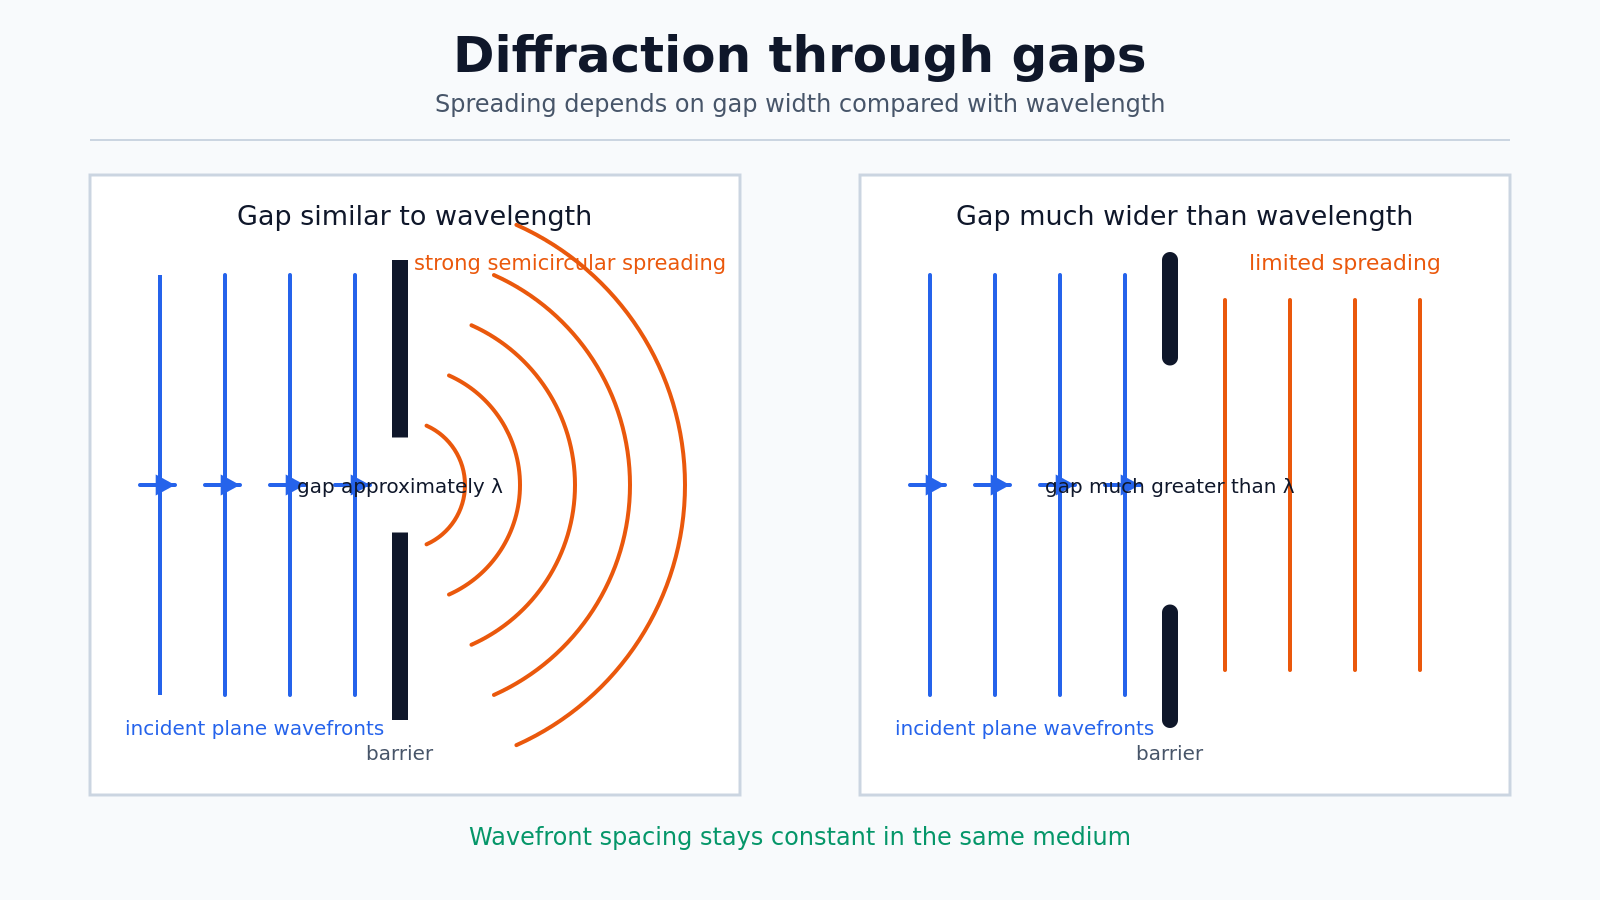 Diffraction through gaps
Spreading depends on gap width compared with wavelength
Gap similar to wavelength
strong semicircular spreading
gap approximately λ
incident plane wavefronts
barrier
Gap much wider than wavelength
limited spreading
gap much greater than λ
incident plane wavefronts
barrier
Wavefront spacing stays constant in the same medium